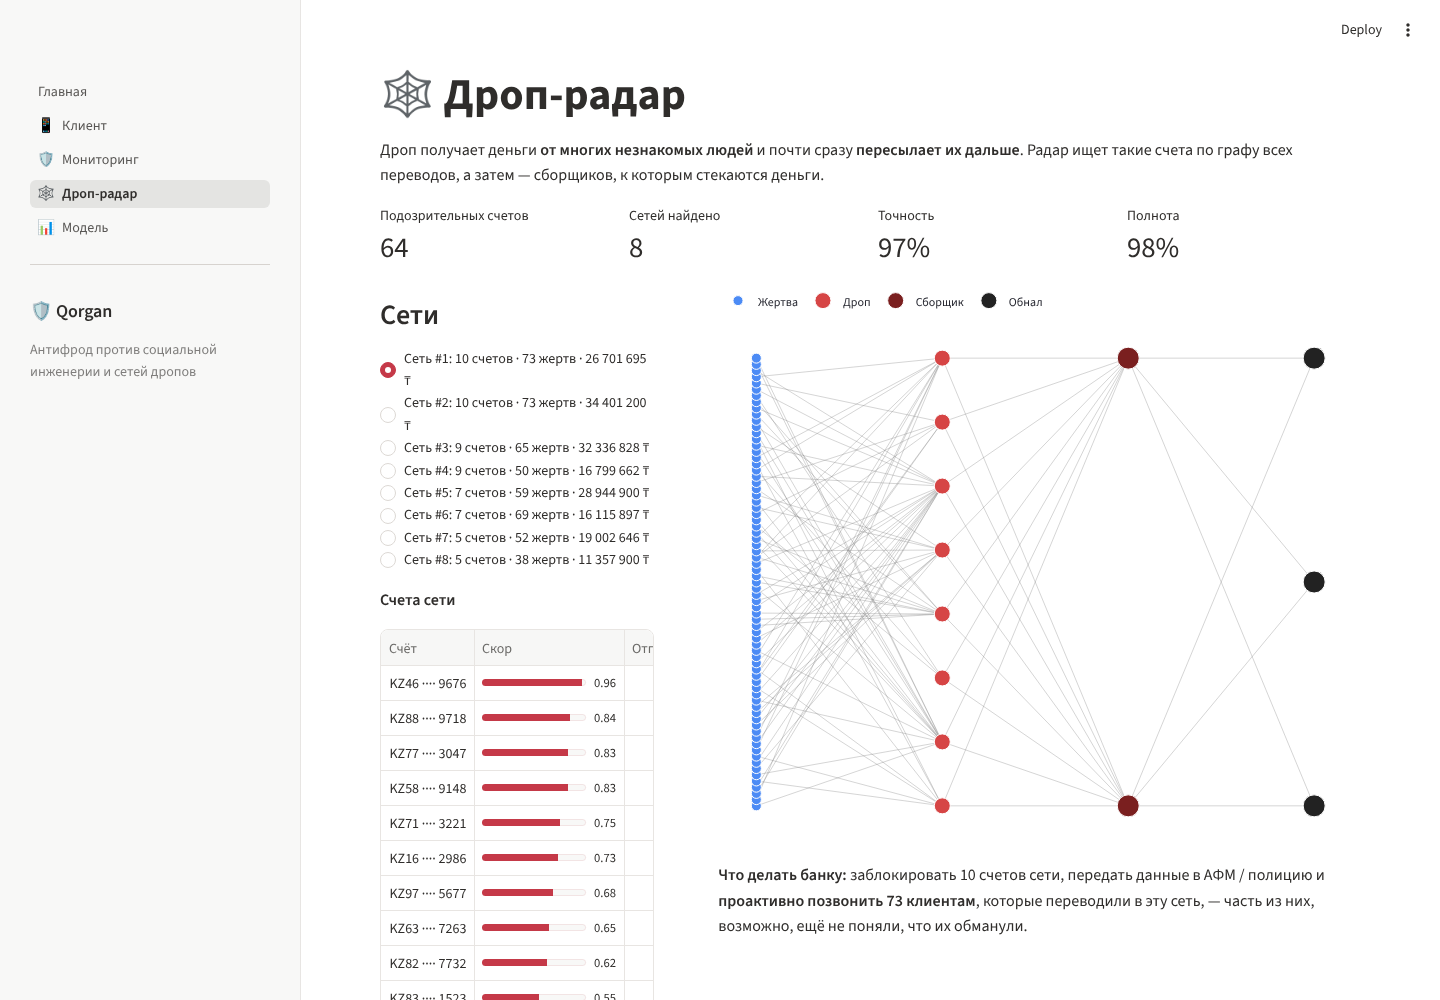 Deploy
Главная
Клиент
Мониторинг
Дроп-радар
Модель
Qorgan
Антифрод против социальной
инженерии и сетей дропов
Дроп-радар
Дроп получает деньги от многих незнакомых людей и почти сразу пересылает их дальше. Радар ищет такие счета по графу всех
переводов, а затем — сборщиков, к которым стекаются деньги.
Подозрительных счетов
64
Сетей найдено
8
Точность
97%
Полнота
98%
Сети
Сеть #1: 10 счетов · 73 жертв · 26 701 695
₸
Сеть #2: 10 счетов · 73 жертв · 34 401 200
₸
Сеть #3: 9 счетов · 65 жертв · 32 336 828 ₸
Сеть #4: 9 счетов · 50 жертв · 16 799 662 ₸
Сеть #5: 7 счетов · 59 жертв · 28 944 900 ₸
Сеть #6: 7 счетов · 69 жертв · 16 115 897 ₸
Сеть #7: 5 счетов · 52 жертв · 19 002 646 ₸
Сеть #8: 5 счетов · 38 жертв · 11 357 900 ₸
Счета сети
Счёт Скор
KZ46 ···· 9676 0.96
KZ88 ···· 9718 0.84
KZ77 ···· 3047 0.83
KZ58 ···· 9148 0.83
KZ71 ···· 3221 0.75
KZ16 ···· 2986 0.73
KZ97 ···· 5677 0.68
KZ63 ···· 7263 0.65
KZ82 ···· 7732 0.62
KZ83 ···· 1523 0.55
Жертва Дроп Сборщик Обнал
Что делать банку: заблокировать 10 счетов сети, передать данные в АФМ / полицию и
проактивно позвонить 73 клиентам, которые переводили в эту сеть, — часть из них,
возможно, ещё не поняли, что их обманули.